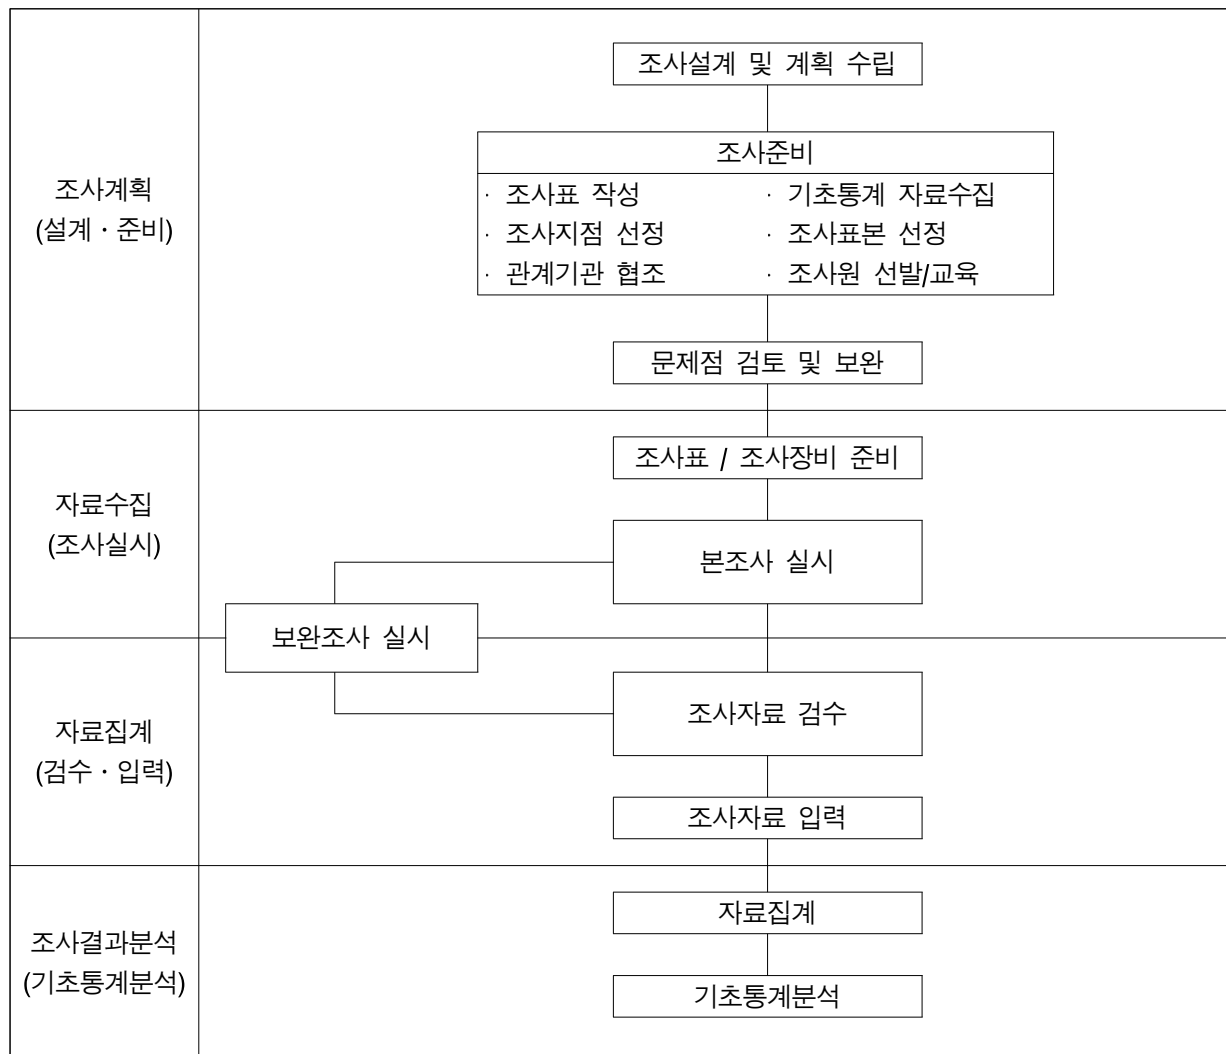 조사계획
(설계 · 준비)
조사설계 및 계획 수립
조사준비
· 조사표 작성 · 기초통계 자료수집
· 조사지점 선정 · 조사표본 선정
· 관계기관 협조 · 조사원 선발/교육
문제점 검토 및 보완
자료수집
(조사실시)
조사표 / 조사장비 준비
본조사 실시
보완조사 실시
자료집계
(검수 · 입력)
조사자료 검수
조사자료 입력
조사결과분석
(기초통계분석)
자료집계
기초통계분석